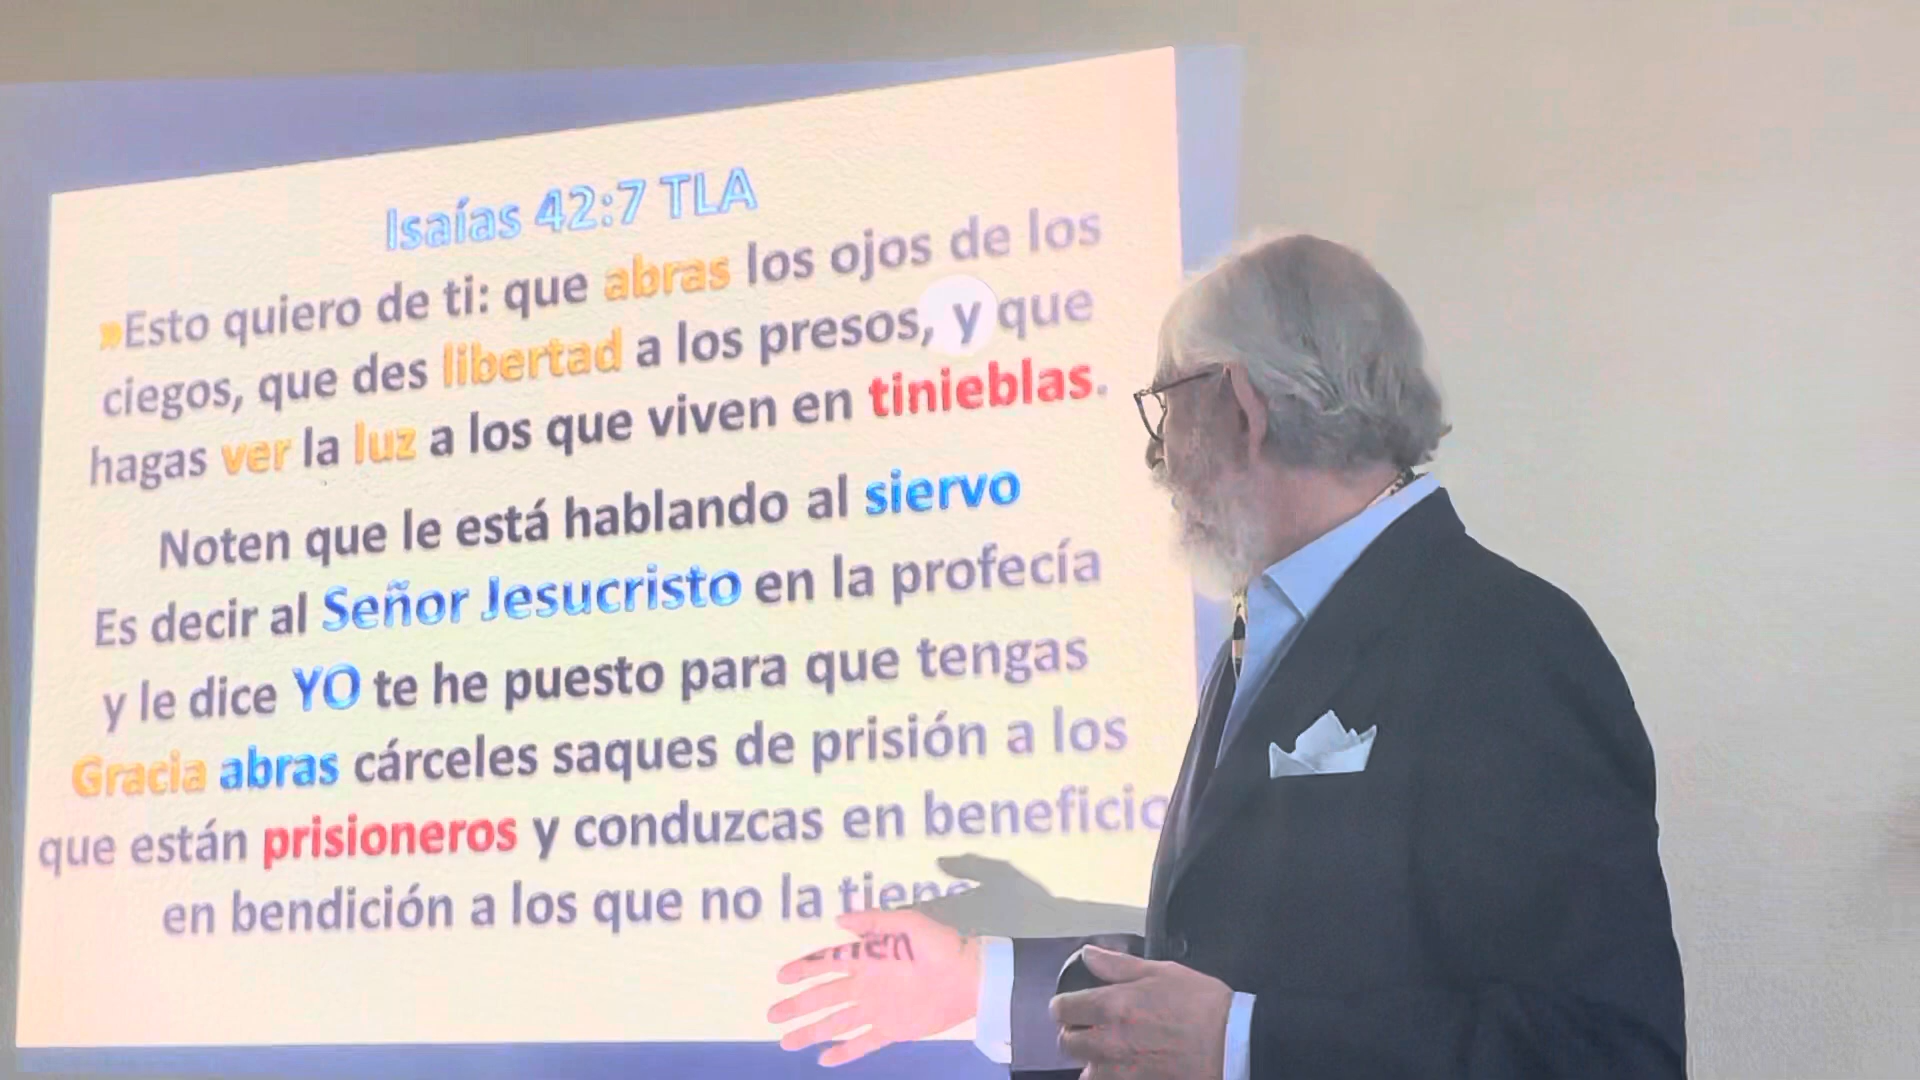 Isaías 42:7 TLA
»Esto quiero de ti: que abras los ojos de los
ciegos, que des libertad a los presos, y que
hagas ver la luz a los que viven en tinieblas.
Noten que le está hablando al siervo
Es decir al Señor Jesucristo en la profecía
y le dice YO te he puesto para que tengas
Gracia abras cárceles saques de prisión a los
que están prisioneros y conduzcas en beneficio
en bendición a los que no la